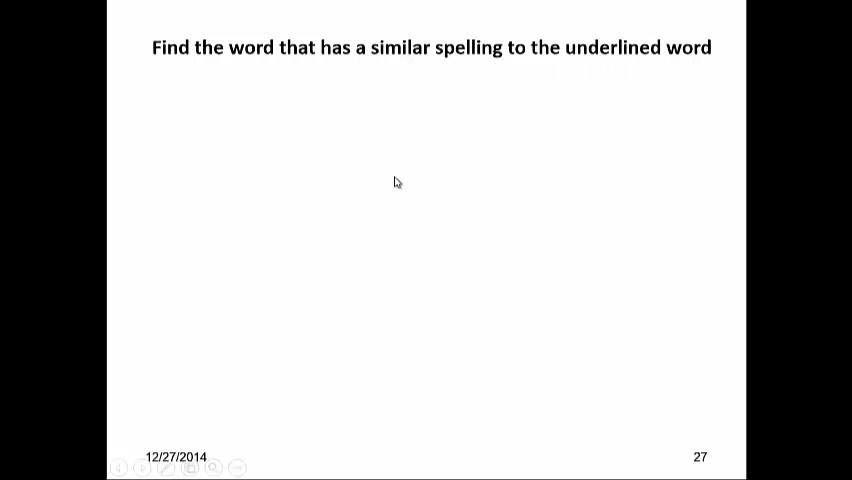 Find the word that has a similar spelling to the underlined word
12/27/2014
27